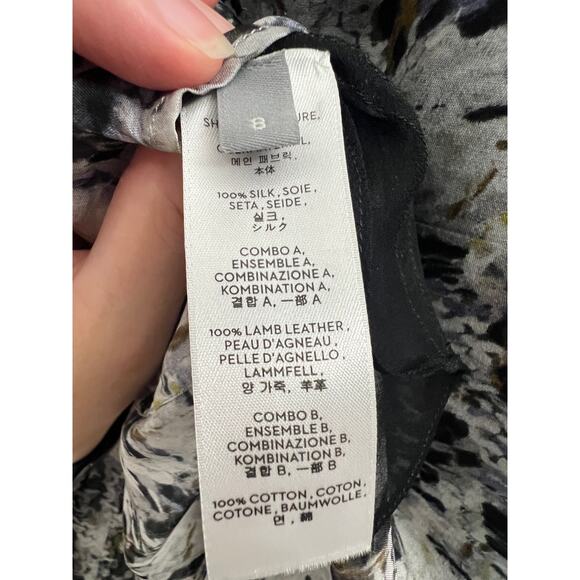 8
메인 패브릭,
本体
100% SILK, SOIE,
SETA, SEIDE,
실크,
シルク
COMBO A,
ENSEMBLE A,
COMBINAZIONE A,
KOMBINATION A,
결합 A, 一部 A
100% LAMB LEATHER,
PEAU D'AGNEAU,
PELLE D'AGNELLO,
LAMMFELL,
양 가죽, 羊革
COMBO B,
ENSEMBLE B,
COMBINAZIONE B,
KOMBINATION B,
결합 B, 一部 B
100% COTTON, COTON,
COTONE, BAUMWOLLE,
면, 綿